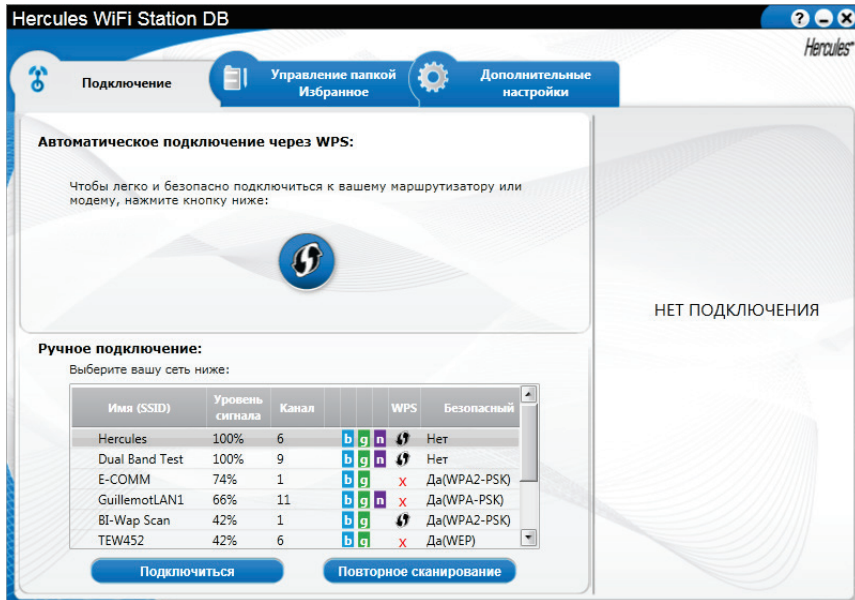 Hercules WiFi Station DB
?
Hercules
Подключение
Управление папкой
Избранное
Дополнительные
настройки
Автоматическое подключение через WPS:
Чтобы легко и безопасно подключиться к вашему маршрутизатору или
модему, нажмите кнопку ниже:
НЕТ ПОДКЛЮЧЕНИЯ
Ручное подключение:
Выберите вашу сеть ниже:
Имя (SSID) Уровень сигнала Канал WPS Безопасный
Hercules 100% 6 b g n Нет
Dual Band Test 100% 9 b g n Нет
E-COMM 74% 1 b g x Да(WPA2-PSK)
GuillemotLAN1 66% 11 b g n x Да(WPA-PSK)
BI-Wap Scan 42% 1 b g Да(WPA2-PSK)
TEW452 42% 6 b g x Да(WEP)
Подключиться Повторное сканирование